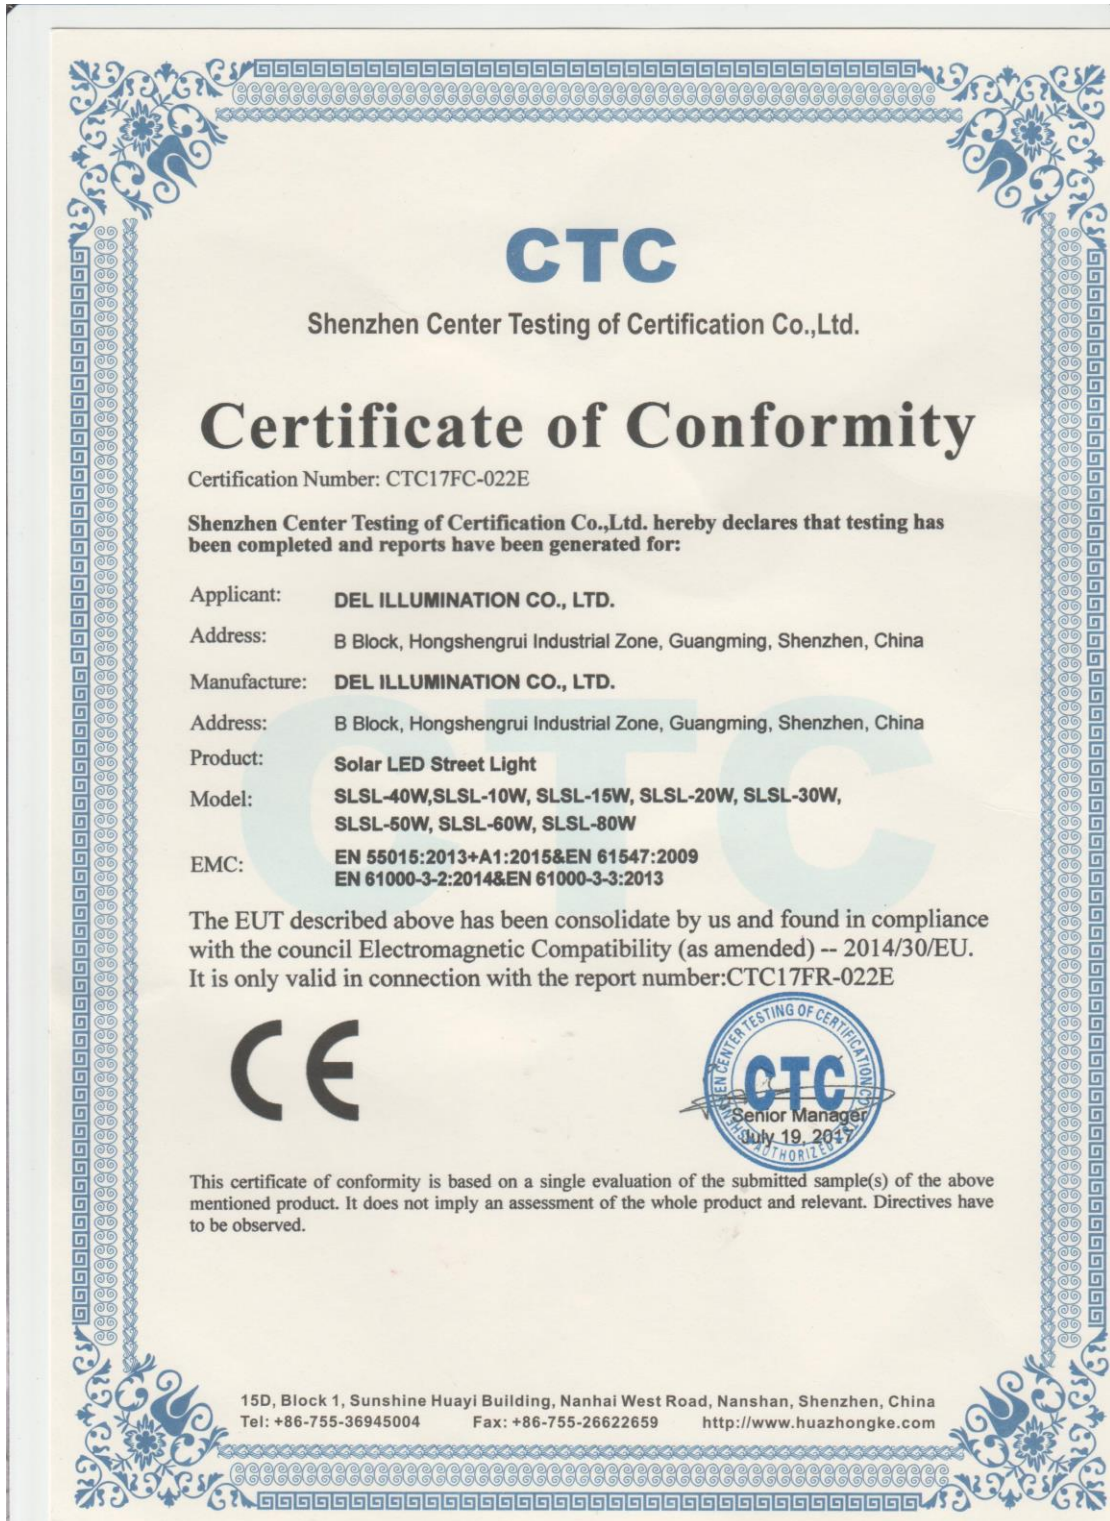 CTC
Shenzhen Center Testing of Certification Co.,Ltd.
Certificate of Conformity
Certification Number: CTC17FC-022E
Shenzhen Center Testing of Certification Co.,Ltd. hereby declares that testing has
been completed and reports have been generated for:
Applicant: DEL ILLUMINATION CO., LTD.
Address: B Block, Hongshengrui Industrial Zone, Guangming, Shenzhen, China
Manufacture: DEL ILLUMINATION CO., LTD.
Address: B Block, Hongshengrui Industrial Zone, Guangming, Shenzhen, China
Product: Solar LED Street Light
Model: SLSL-40W,SLSL-10W, SLSL-15W, SLSL-20W, SLSL-30W,
SLSL-50W, SLSL-60W, SLSL-80W
EMC: EN 55015:2013+A1:2015&EN 61547:2009
EN 61000-3-2:2014&EN 61000-3-3:2013
CTC
The EUT described above has been consolidate by us and found in compliance
with the council Electromagnetic Compatibility (as amended) -- 2014/30/EU.
It is only valid in connection with the report number:CTC17FR-022E
CE
TESTING OF CERTIFICATION
CTC
Senior Manager
July 19, 2017
This certificate of conformity is based on a single evaluation of the submitted sample(s) of the above
mentioned product. It does not imply an assessment of the whole product and relevant. Directives have
to be observed.
15D, Block 1, Sunshine Huayi Building, Nanhai West Road, Nanshan, Shenzhen, China
Tel: +86-755-36945004 Fax: +86-755-26622659 http://www.huazhongke.com